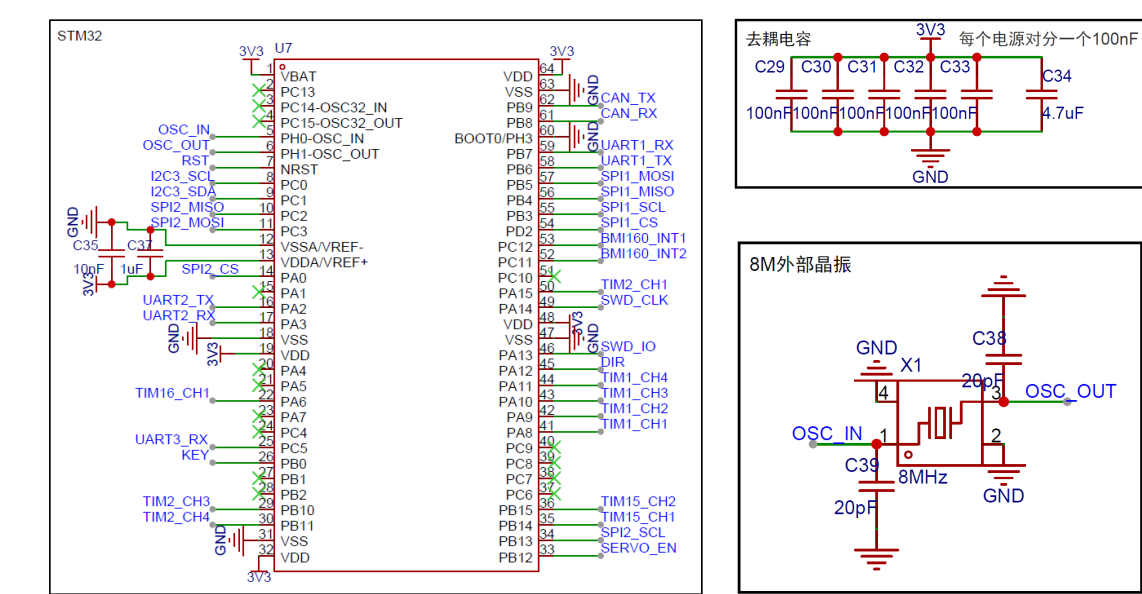 STM32
U7
3V3
3V3
1 VBAT
2 PC13
3 PC14-OSC32_IN
4 PC15-OSC32_OUT
OSC_IN 5 PH0-OSC_IN
OSC_OUT 6 PH1-OSC_OUT
RST 7 NRST
I2C3_SCL 8 PC0
I2C3_SDA 9 PC1
SPI2_MISO 10 PC2
SPI2_MOSI 11 PC3
12 VSSA/VREF-
13 VDDA/VREF+
SPI2_CS 14 PA0
15 PA1
UART2_TX 16 PA2
UART2_RX 17 PA3
GND 18 VSS
3V3 19 VDD
20 PA4
21 PA5
TIM16_CH1 22 PA6
23 PA7
24 PC4
UART3_RX 25 PC5
KEY 26 PB0
27 PB1
28 PB2
TIM2_CH3 29 PB10
TIM2_CH4 30 PB11
GND 31 VSS
32 VDD
3V3
GND
C35 C37
10nF 1uF
3V3
VDD 64
VSS 63 GND
PB9 62 CAN_TX
PB8 61 CAN_RX
BOOT0/PH3 60 GND
PB7 59 UART1_RX
PB6 58 UART1_TX
PB5 57 SPI1_MOSI
PB4 56 SPI1_MISO
PB3 55 SPI1_SCL
PD2 54 SPI1_CS
PC12 53 BMI160_INT1
PC11 52 BMI160_INT2
PC10 51
PA15 50 TIM2_CH1
PA14 49 SWD_CLK
VDD 48 3V3
VSS 47 GND
PA13 46 SWD_IO
PA12 45 DIR
PA11 44 TIM1_CH4
PA10 43 TIM1_CH3
PA9 42 TIM1_CH2
PA8 41 TIM1_CH1
PC9 40
PC8 39
PC7 38
PC6 37
PB15 36 TIM15_CH2
PB14 35 TIM15_CH1
PB13 34 SPI2_SCL
PB12 33 SERVO_EN
去耦电容
3V3
每个电源对分一个100nF
C29 C30 C31 C32 C33 C34
100nF 100nF 100nF 100nF 100nF 4.7uF
GND
8M外部晶振
C38
20pF
GND
X1
4
3
OSC_OUT
OSC_IN
1
2
C39
20pF
8MHz
GND